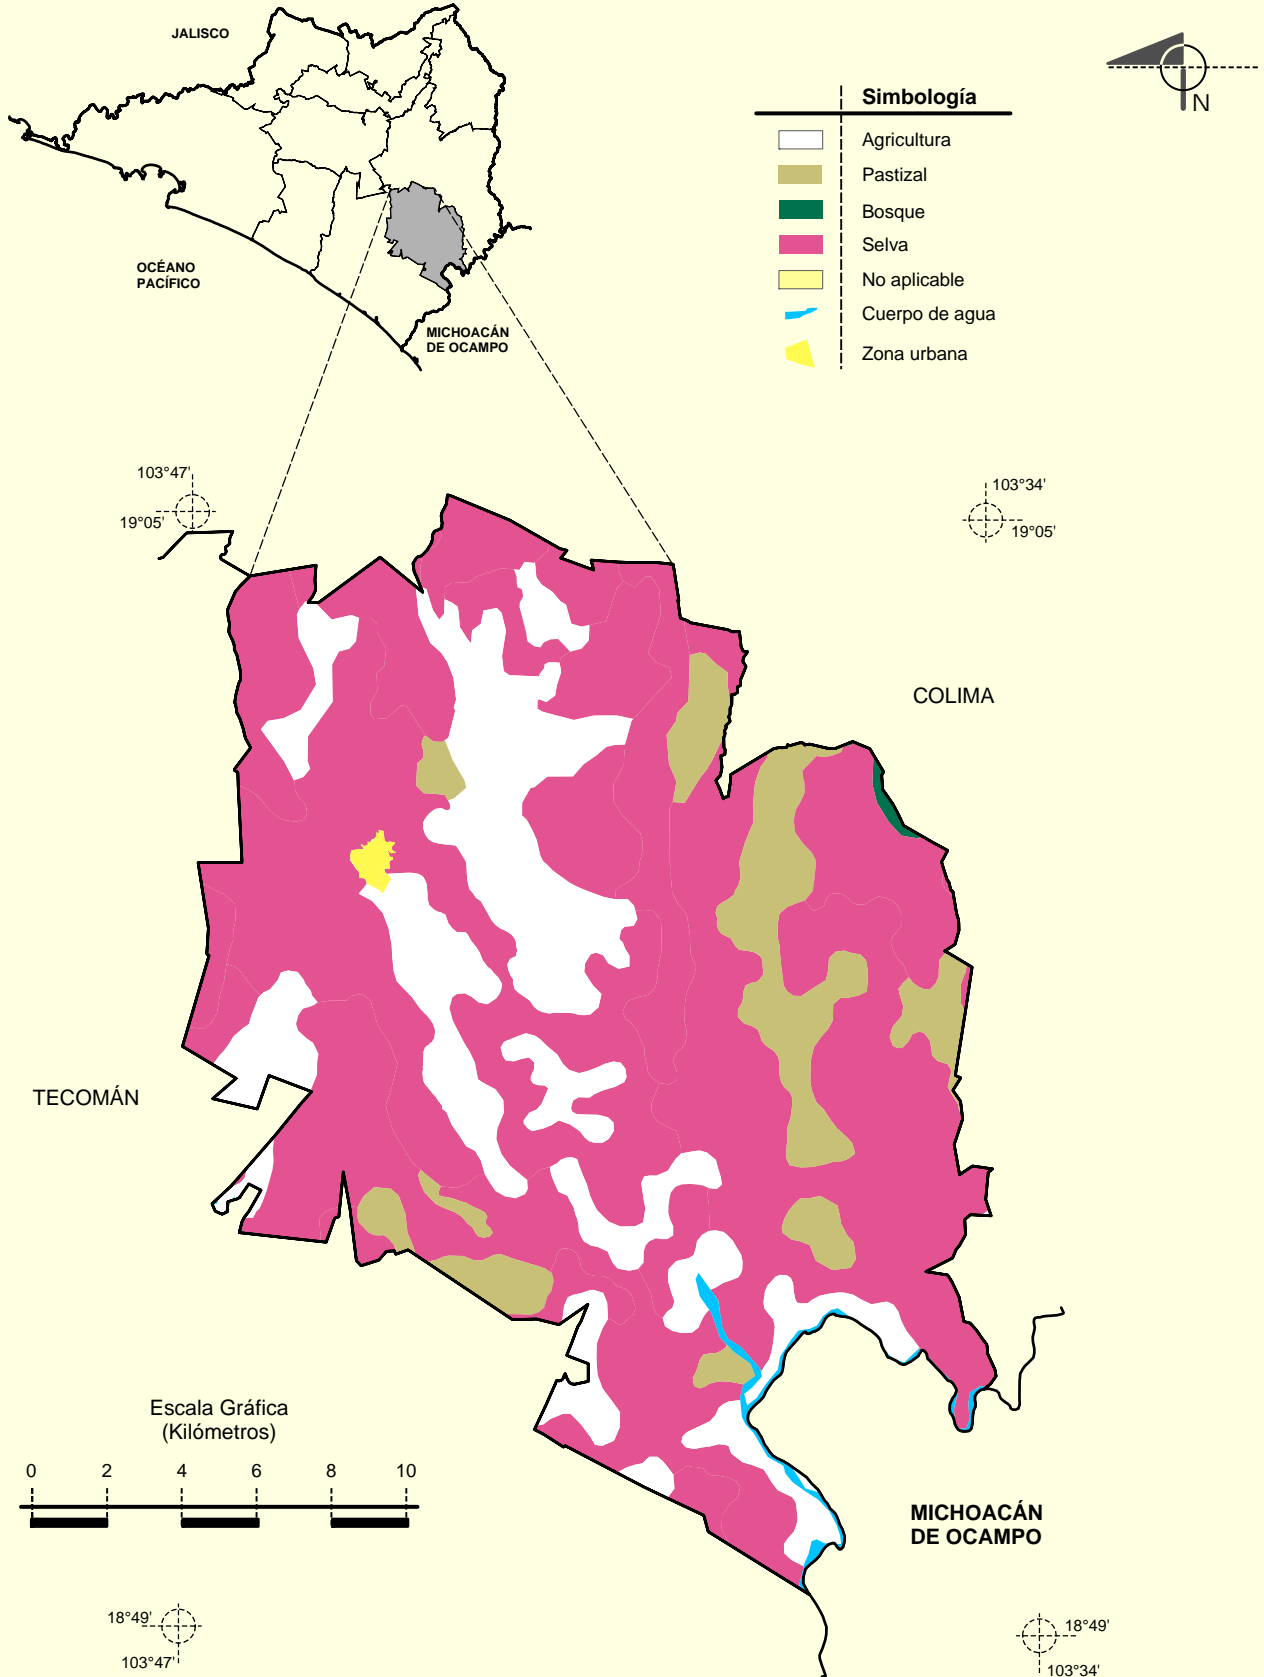 JALISCO
OCÉANO
PACÍFICO
MICHOACÁN
DE OCAMPO
N
Simbología
Agricultura
Pastizal
Bosque
Selva
No aplicable
Cuerpo de agua
Zona urbana
103°47'
19°05'
103°34'
19°05'
COLIMA
TECOMÁN
Escala Gráfica
(Kilómetros)
0 2 4 6 8 10
MICHOACÁN
DE OCAMPO
18°49'
103°47'
18°49'
103°34'